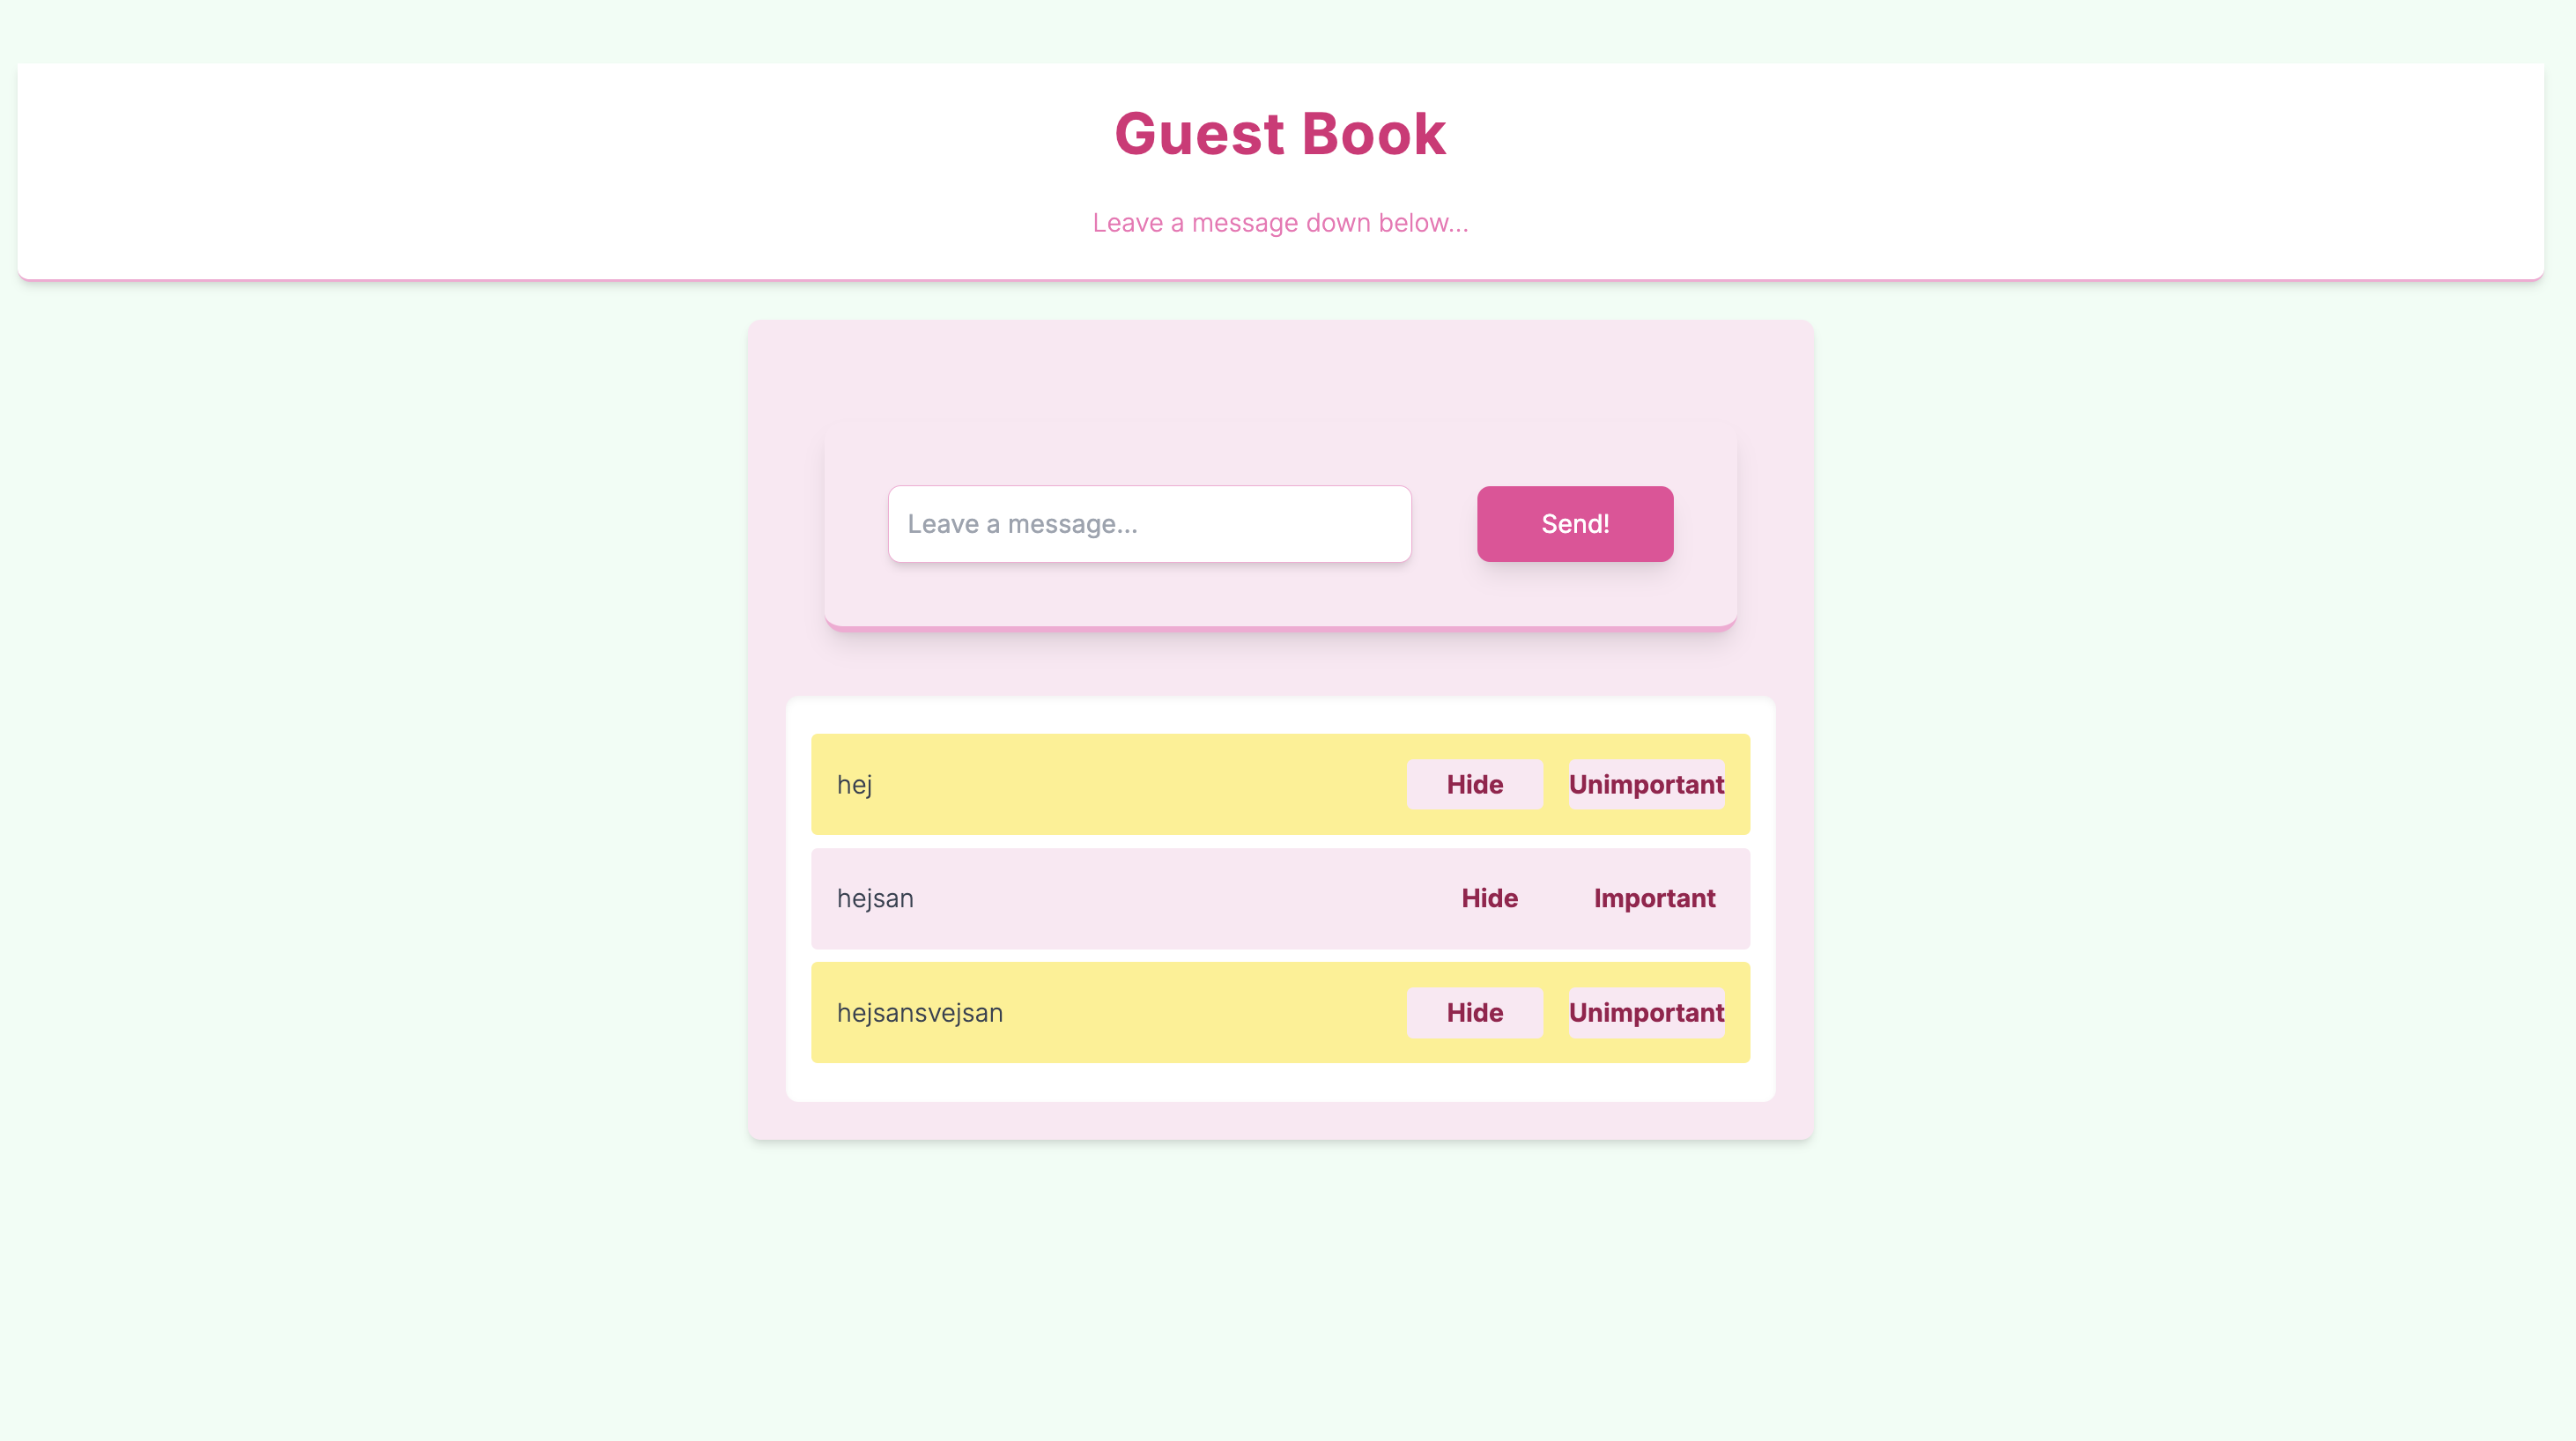 Guest Book
Leave a message down below...
Leave a message...
Send!
hej
Hide
Unimportant
hejsan
Hide
Important
hejsansvejsan
Hide
Unimportant